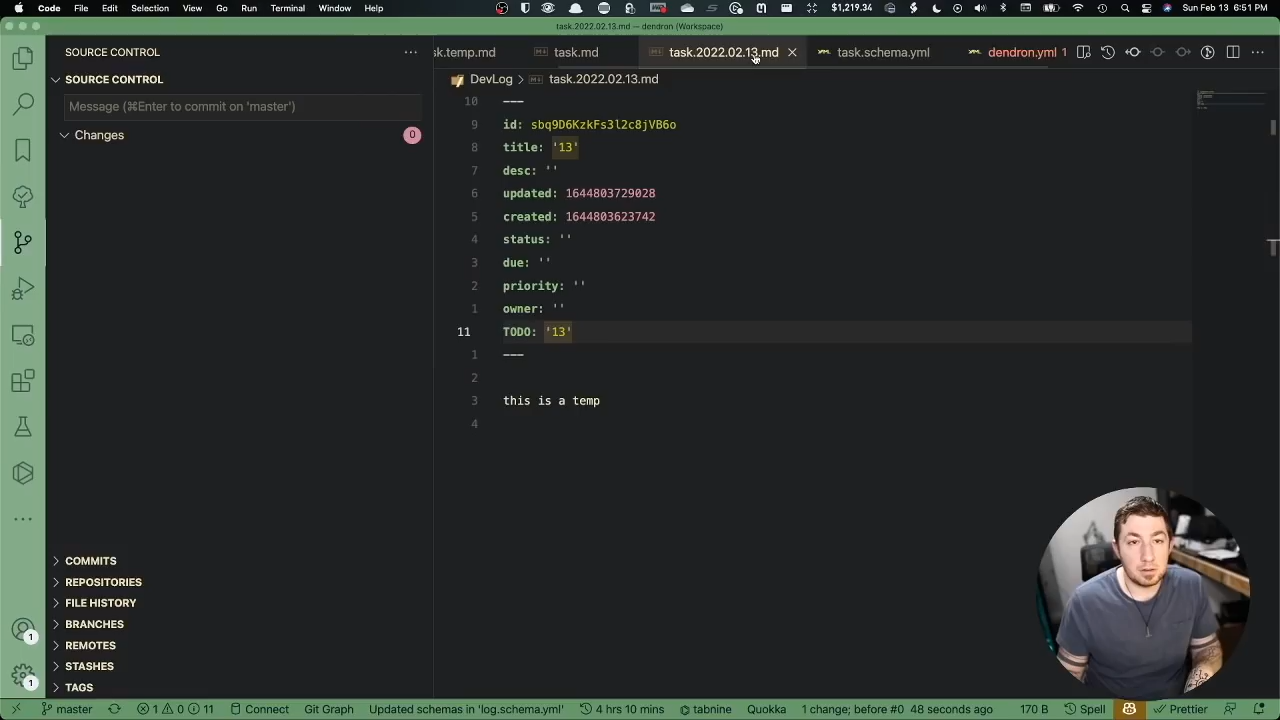 Code File Edit Selection View Go Run Terminal Window Help $1,219.34 Sun Feb 13 6:51 PM
task.2022.02.13.md — dendron (Workspace)
SOURCE CONTROL
sk.temp.md task.md task.2022.02.13.md task.schema.yml dendron.yml 1
SOURCE CONTROL
DevLog > task.2022.02.13.md
Message (⌘Enter to commit on 'master')
Changes 0
10 ---
9 id: sbq9D6KzkFs3l2c8jVB6o
8 title: '13'
7 desc: ''
6 updated: 1644803729028
5 created: 1644803623742
4 status: ''
3 due: ''
2 priority: ''
1 owner: ''
11 TODO: '13'
1 ---
2
3 this is a temp
4
COMMITS
REPOSITORIES
FILE HISTORY
BRANCHES
1
REMOTES
STASHES
1
TAGS
master 1 0 11 Connect Git Graph Updated schemas in 'log.schema.yml' 4 hrs 10 mins tabnine Quokka 1 change; before #0 48 seconds ago 170 B Spell Prettier